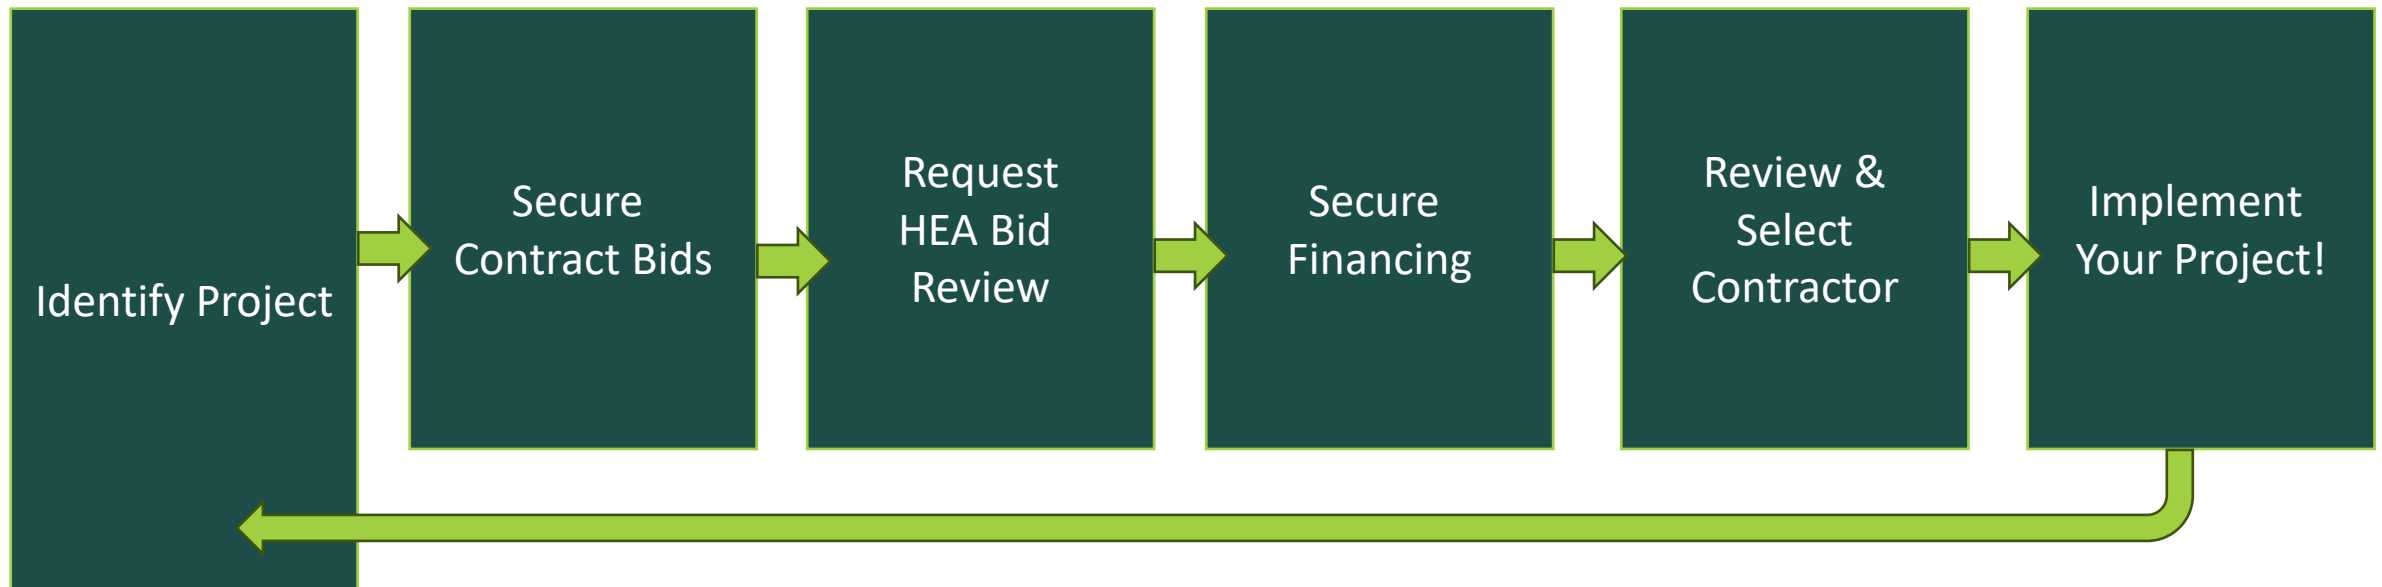 Identify Project
Secure
Contract Bids
Request
HEA Bid
Review
Secure
Financing
Review &
Select
Contractor
Implement
Your Project!